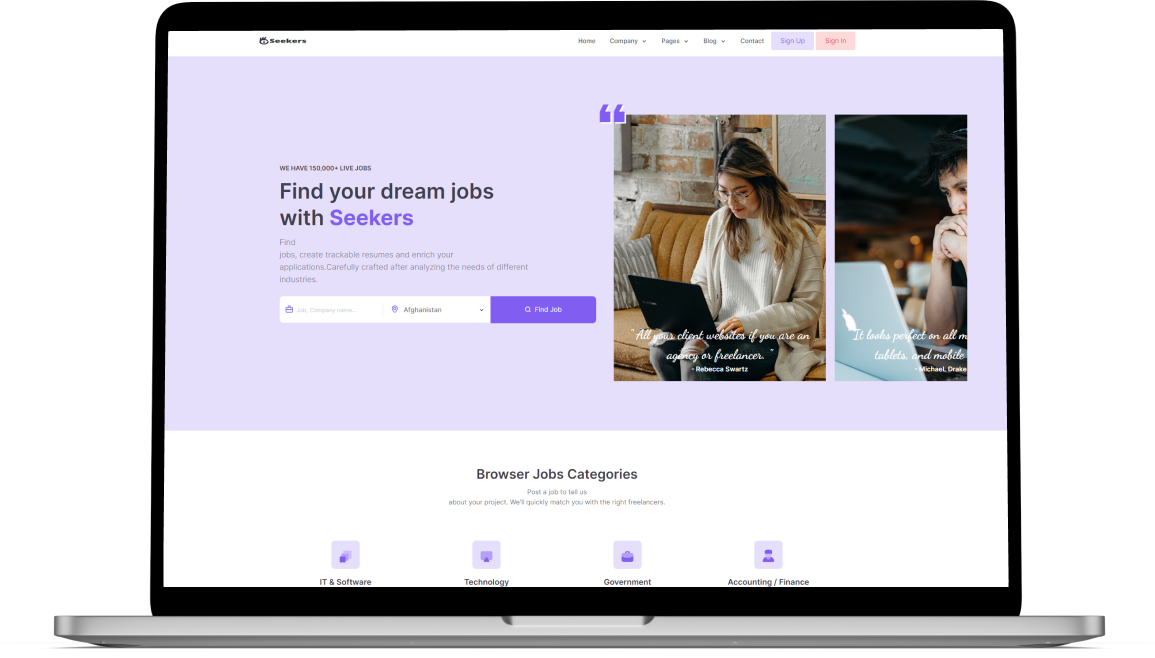 Seekers
Home Company Pages Blog Contact Sign Up Sign In
WE HAVE 150,000+ LIVE JOBS
Find your dream jobs
with Seekers
Find
jobs, create trackable resumes and enrich your
applications.Carefully crafted after analyzing the needs of different
industries.
Job, Company name... Afghanistan Find Job
“All your client websites if you are an
agency or freelancer.”
- Rebecca Swartz
"It looks perfect on all m
tablets, and mobile
- Michael Drake
Browser Jobs Categories
Post a job to tell us
about your project. We'll quickly match you with the right freelancers.
IT & Software Technology Government Accounting / Finance